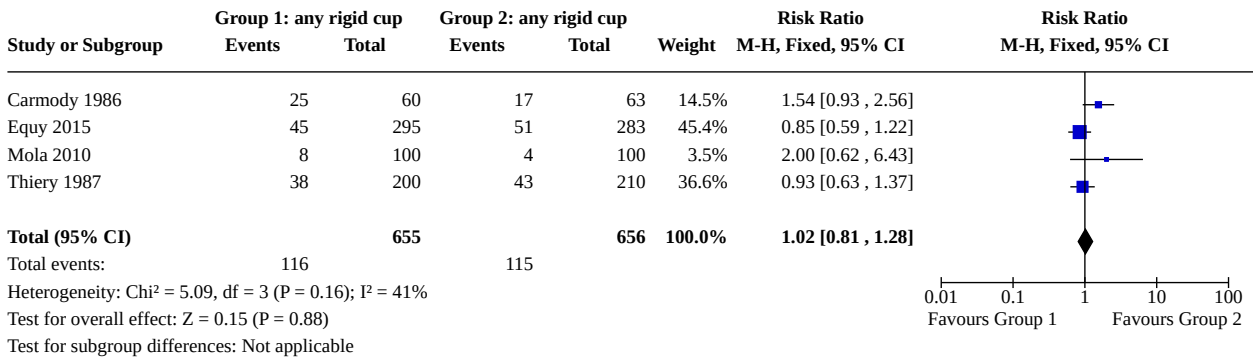 Group 1: any rigid cup Group 2: any rigid cup Risk Ratio Risk Ratio
Study or Subgroup Events Total Events Total Weight M-H, Fixed, 95% CI M-H, Fixed, 95% CI
Carmody 1986 25 60 17 63 14.5% 1.54 [0.93 , 2.56]
Equy 2015 45 295 51 283 45.4% 0.85 [0.59 , 1.22]
Mola 2010 8 100 4 100 3.5% 2.00 [0.62 , 6.43]
Thiery 1987 38 200 43 210 36.6% 0.93 [0.63 , 1.37]
Total (95% CI) 655 656 100.0% 1.02 [0.81 , 1.28]
Total events: 116 115
Heterogeneity: Chi² = 5.09, df = 3 (P = 0.16); I² = 41%
0.01 0.1 1 10 100
Test for overall effect: Z = 0.15 (P = 0.88)
Favours Group 1 Favours Group 2
Test for subgroup differences: Not applicable